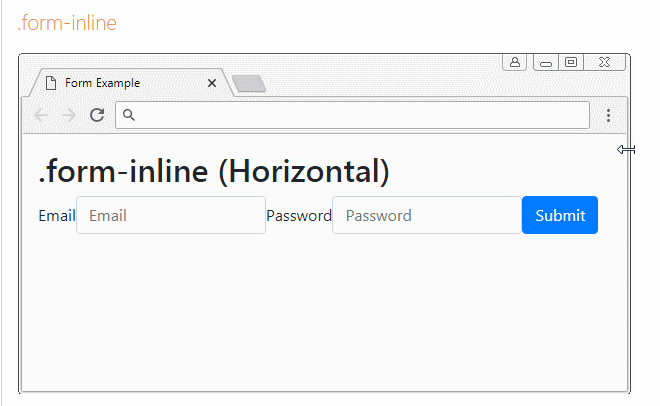 .form-inline
Form Example
.form-inline (Horizontal)
Email Email Password Password Submit